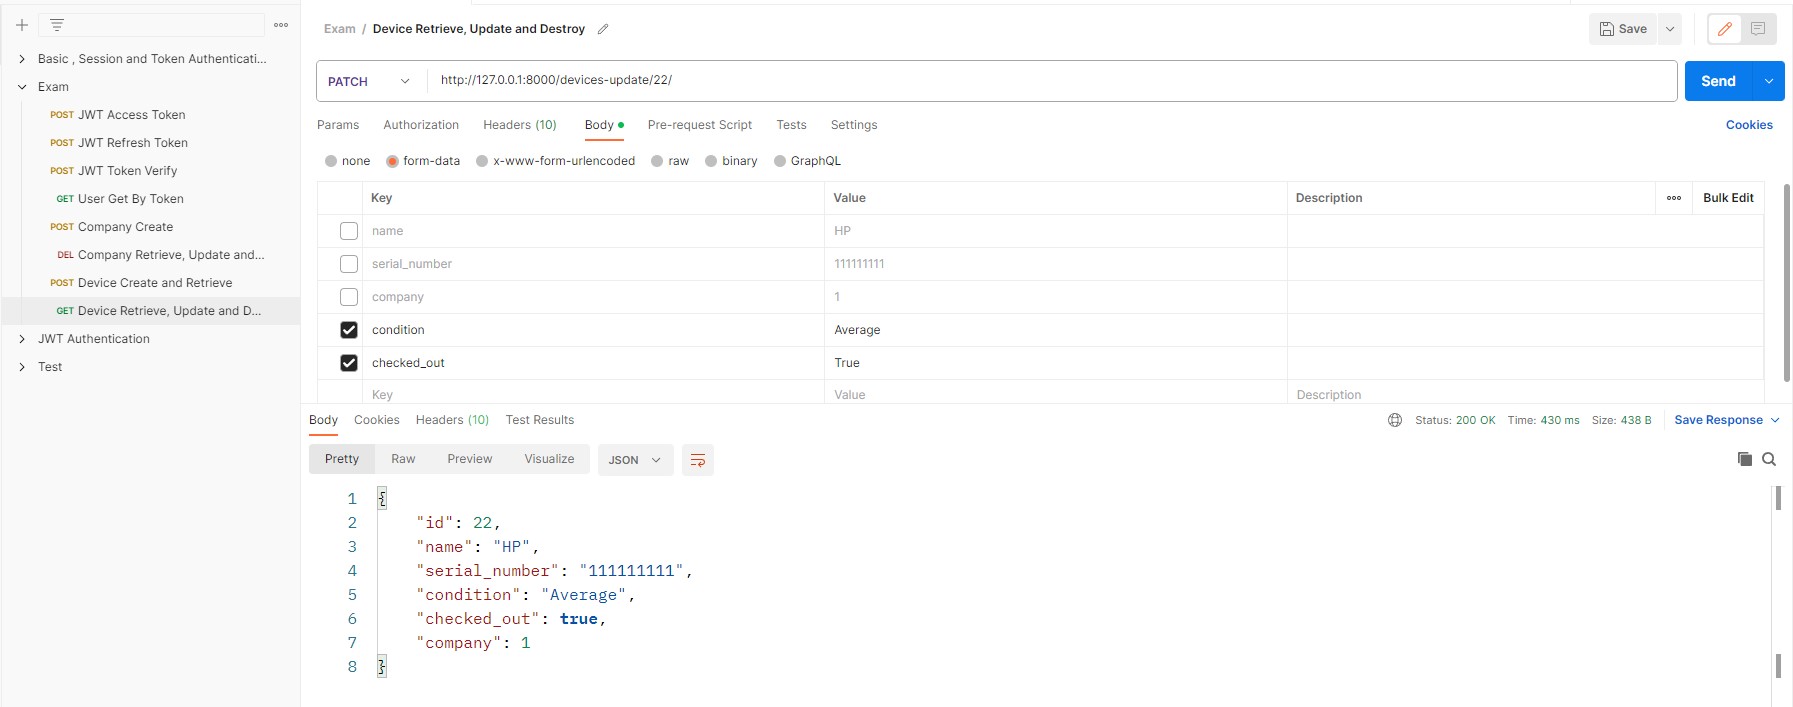 Exam / Device Retrieve, Update and Destroy
Save
Basic , Session and Token Authenticati...
Exam
POST JWT Access Token
POST JWT Refresh Token
POST JWT Token Verify
GET User Get By Token
POST Company Create
DEL Company Retrieve, Update and...
POST Device Create and Retrieve
GET Device Retrieve, Update and D...
JWT Authentication
Test
PATCH http://127.0.0.1:8000/devices-update/22/
Send
Params Authorization Headers (10) Body Pre-request Script Tests Settings Cookies
none form-data x-www-form-urlencoded raw binary GraphQL
Key Value Description Bulk Edit
name HP
serial_number 111111111
company 1
condition Average
checked_out True
Key Value Description
Body Cookies Headers (10) Test Results Status: 200 OK Time: 430 ms Size: 438 B Save Response
Pretty Raw Preview Visualize JSON
1 {
2 "id": 22,
3 "name": "HP",
4 "serial_number": "111111111",
5 "condition": "Average",
6 "checked_out": true,
7 "company": 1
8 }